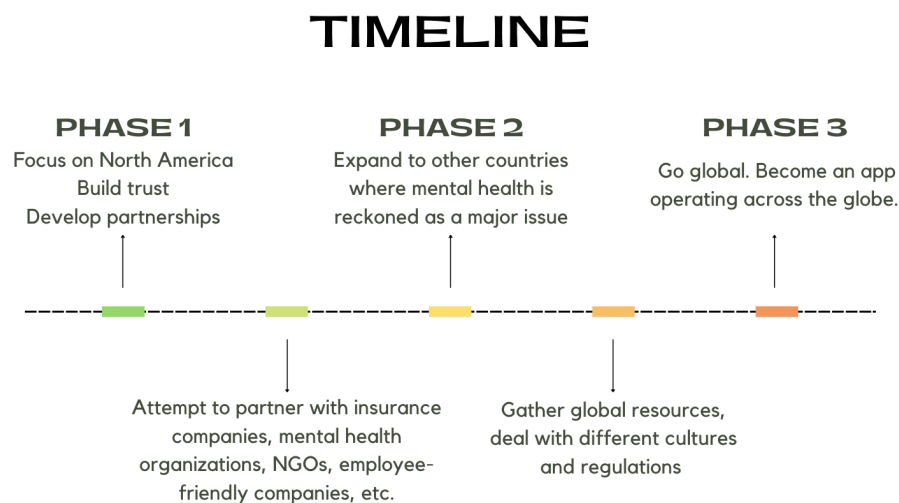 TIMELINE
PHASE 1
Focus on North America
Build trust
Develop partnerships
PHASE 2
Expand to other countries
where mental health is
reckoned as a major issue
PHASE 3
Go global. Become an app
operating across the globe.
Attempt to partner with insurance
companies, mental health
organizations, NGOs, employee-
friendly companies, etc.
Gather global resources,
deal with different cultures
and regulations